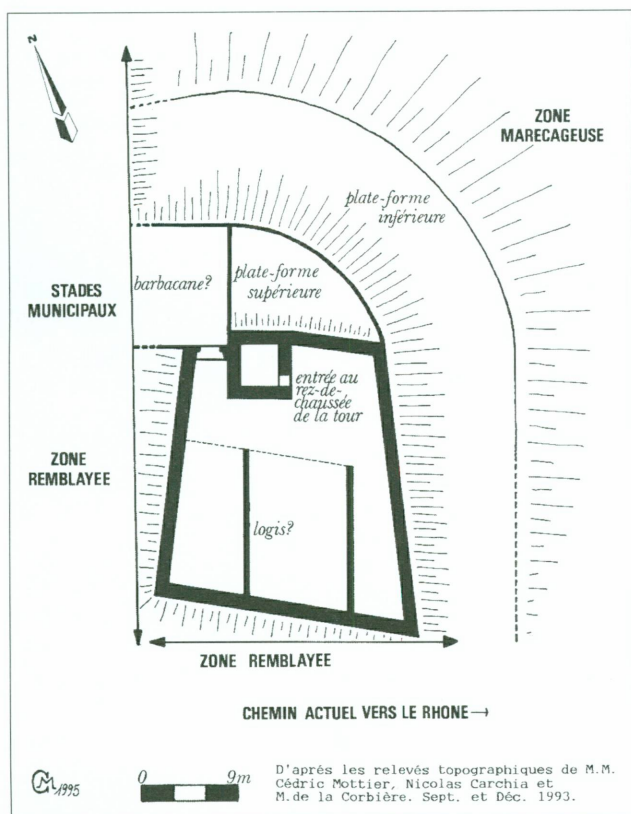 N
ZONE
MARECAGEUSE
plate-forme
inférieure
STADES
MUNICIPAUX
barbacane?
plate-forme
supérieure
entrée au
rez-de-
chaussée
de la tour
ZONE
REMBLAYEE
logis?
ZONE REMBLAYEE
CHEMIN ACTUEL VERS LE RHONE→
CM 1995
0 9m
D'aprés les relevés topographiques de M.M.
Cédric Mottier, Nicolas Carchia et
M.de la Corbière. Sept. et Déc. 1993.